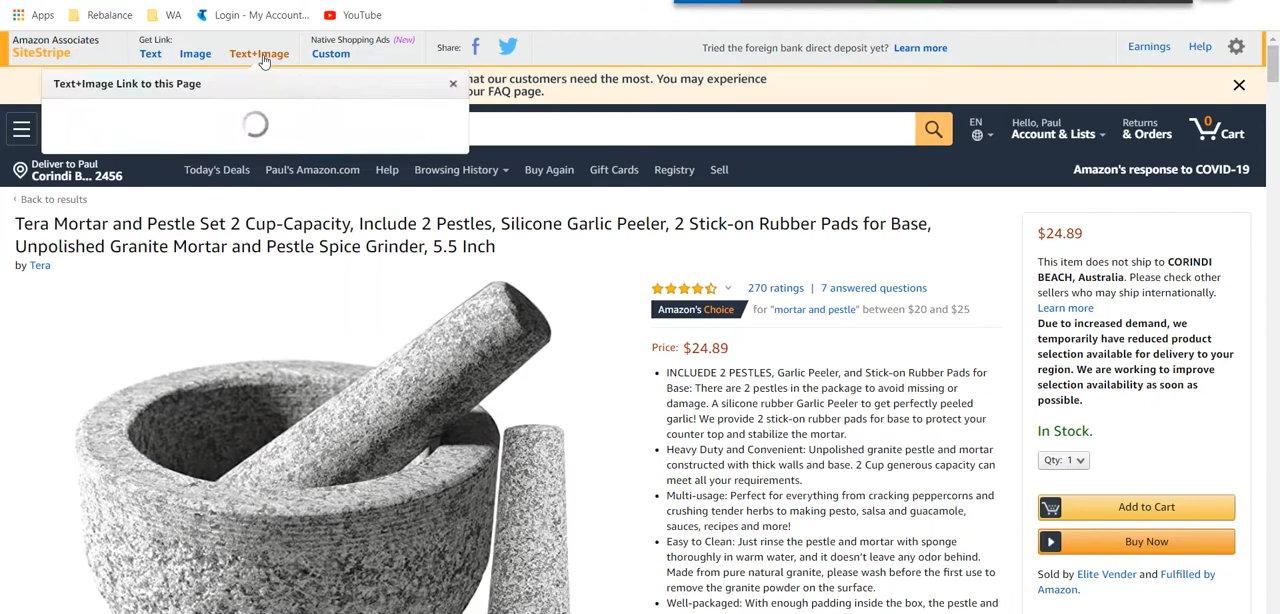 Apps Rebalance WA Login - My Account... YouTube
Amazon Associates
SiteStripe
Get Link:
Text Image Text+Image
Native Shopping Ads (New)
Custom
Share:
Tried the foreign bank direct deposit yet? Learn more
Earnings Help
Text+Image Link to this Page ×
hat our customers need the most. You may experience
our FAQ page.
EN
Hello, Paul
Account & Lists
Returns
& Orders
0
Cart
Deliver to Paul
Corindi B... 2456
Today's Deals Paul's Amazon.com Help Browsing History Buy Again Gift Cards Registry Sell
Amazon's response to COVID-19
‹ Back to results
Tera Mortar and Pestle Set 2 Cup-Capacity, Include 2 Pestles, Silicone Garlic Peeler, 2 Stick-on Rubber Pads for Base,
Unpolished Granite Mortar and Pestle Spice Grinder, 5.5 Inch
by Tera
270 ratings | 7 answered questions
Amazon's Choice for "mortar and pestle" between $20 and $25
Price: $24.89
• INCLUEDE 2 PESTLES, Garlic Peeler, and Stick-on Rubber Pads for
Base: There are 2 pestles in the package to avoid missing or
damage. A silicone rubber Garlic Peeler to get perfectly peeled
garlic! We provide 2 stick-on rubber pads for base to protect your
counter top and stabilize the mortar.
• Heavy Duty and Convenient: Unpolished granite pestle and mortar
constructed with thick walls and base. 2 Cup generous capacity can
meet all your requirements.
• Multi-usage: Perfect for everything from cracking peppercorns and
crushing tender herbs to making pesto, salsa and guacamole,
sauces, recipes and more!
• Easy to Clean: Just rinse the pestle and mortar with sponge
thoroughly in warm water, and it doesn't leave any odor behind.
Made from pure natural granite, please wash before the first use to
remove the granite powder on the surface.
• Well-packaged: With enough padding inside the box, the pestle and
$24.89
This item does not ship to CORINDI
BEACH, Australia. Please check other
sellers who may ship internationally.
Learn more
Due to increased demand, we
temporarily have reduced product
selection available for delivery to your
region. We are working to improve
selection availability as soon as
possible.
In Stock.
Qty: 1
Add to Cart
Buy Now
Sold by Elite Vender and Fulfilled by
Amazon.